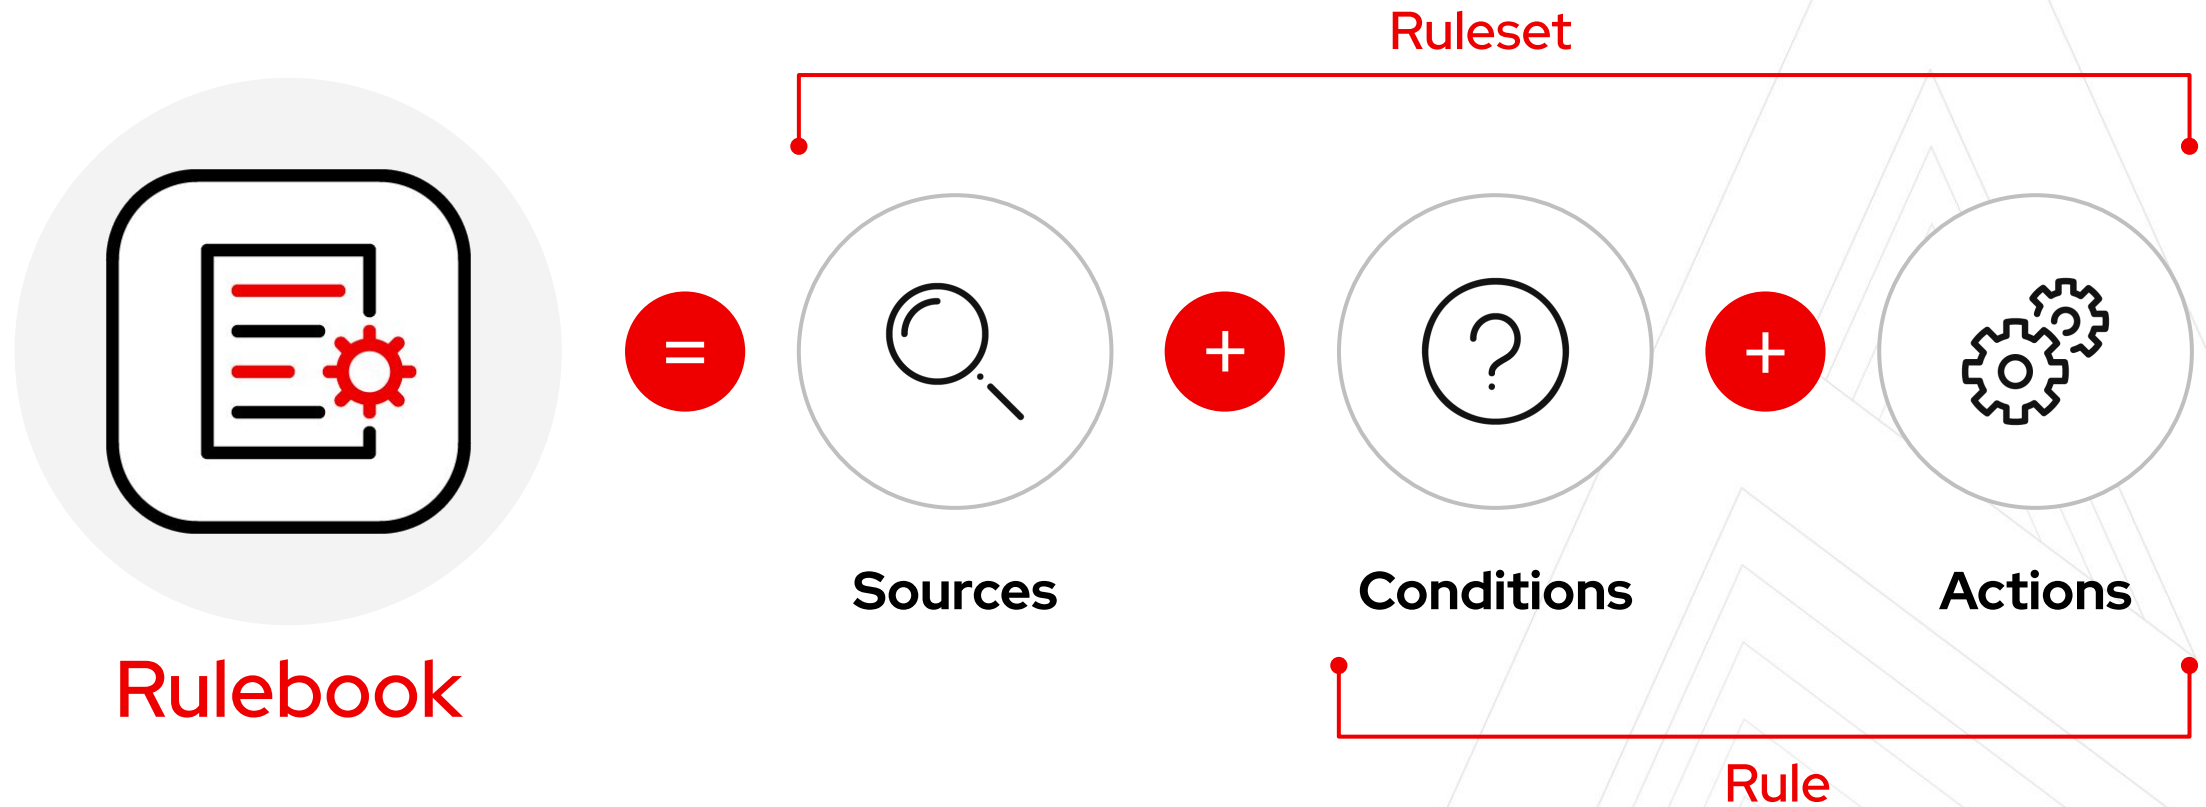 Ruleset
=
+
+
Sources
Conditions
Actions
Rulebook
Rule